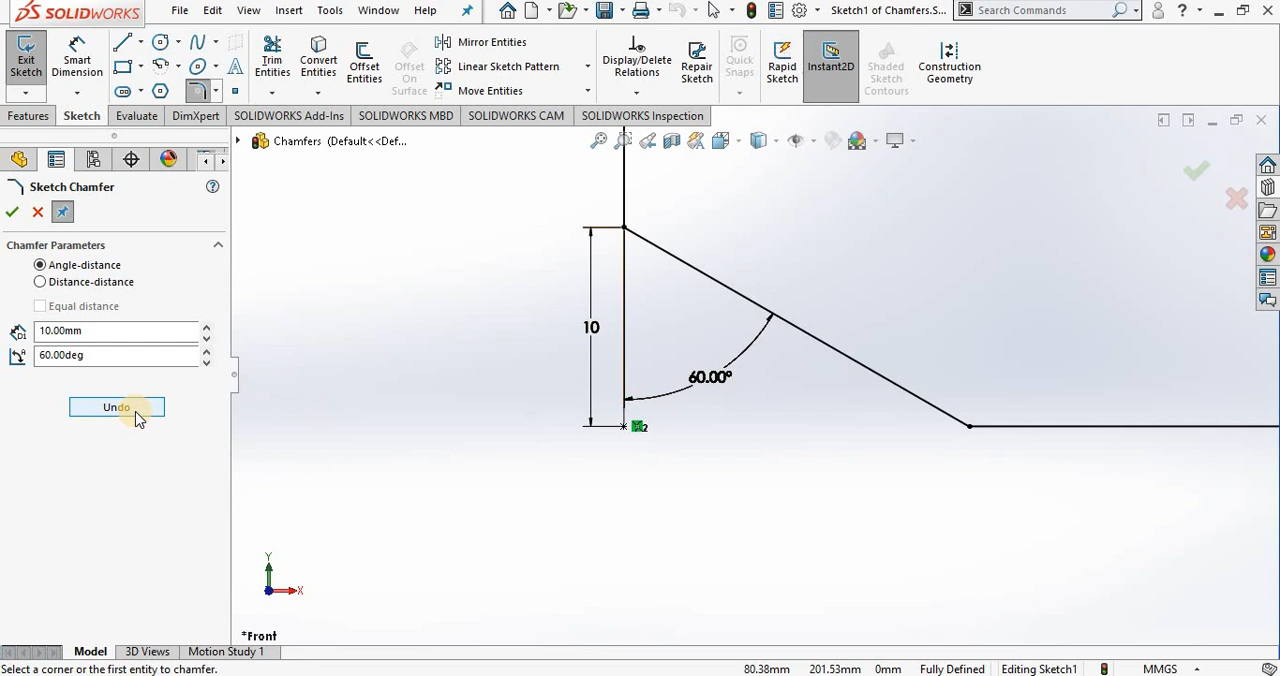 SOLIDWORKS
File Edit View Insert Tools Window Help
Sketch1 of Chamfers.S...
Search Commands
Exit Sketch
Smart Dimension
Trim Entities
Convert Entities
Offset Entities
Offset On Surface
Mirror Entities
Linear Sketch Pattern
Move Entities
Display/Delete Relations
Repair Sketch
Quick Snaps
Rapid Sketch
Instant2D
Shaded Sketch Contours
Construction Geometry
Features Sketch Evaluate DimXpert SOLIDWORKS Add-Ins SOLIDWORKS MBD SOLIDWORKS CAM SOLIDWORKS Inspection
Chamfers (Default<<Def...
Sketch Chamfer
Chamfer Parameters
Angle-distance
Distance-distance
Equal distance
10.00mm
60.00deg
Undo
10
60.00°
2
Y
X
*Front
Model 3D Views Motion Study 1
Select a corner or the first entity to chamfer.
80.38mm 201.53mm 0mm Fully Defined Editing Sketch1 MMGS